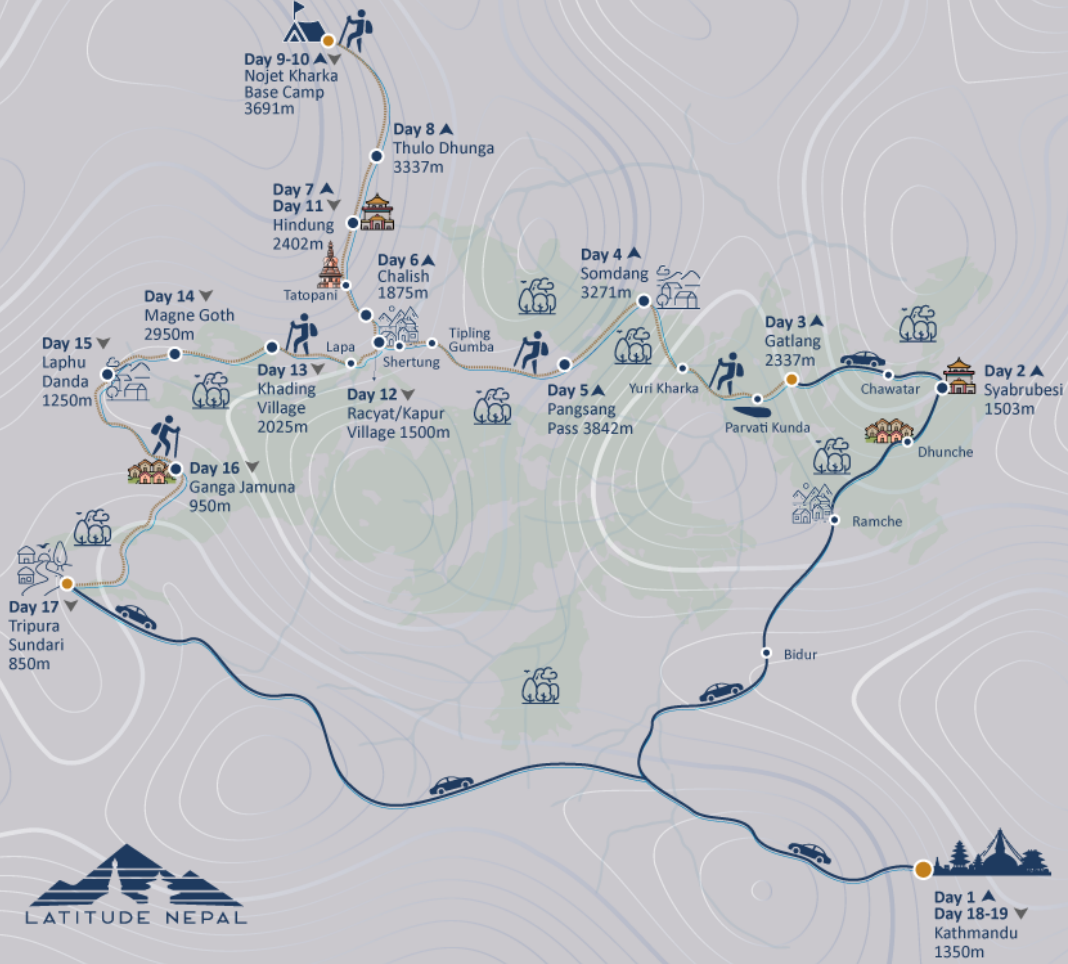 Day 9-10
Nojet Kharka
Base Camp
3691m
Day 8
Thulo Dhunga
3337m
Day 7
Day 11
Hindung
2402m
Tatopani
Day 6
Chalish
1875m
Day 4
Somdang
3271m
Day 14
Magne Goth
2950m
Day 15
Laphu
Danda
1250m
Lapa
Shertung
Tipling
Gumba
Day 3
Gatlang
2337m
Day 13
Khading
Village
2025m
Day 12
Racyat/Kapur
Village 1500m
Day 5
Pangsang
Pass 3842m
Yuri Kharka
Parvati Kunda
Chawatar
Day 2
Syabrubesi
1503m
Dhunche
Ramche
Day 16
Ganga Jamuna
950m
Day 17
Tripura
Sundari
850m
Bidur
LATITUDE NEPAL
Day 1
Day 18-19
Kathmandu
1350m